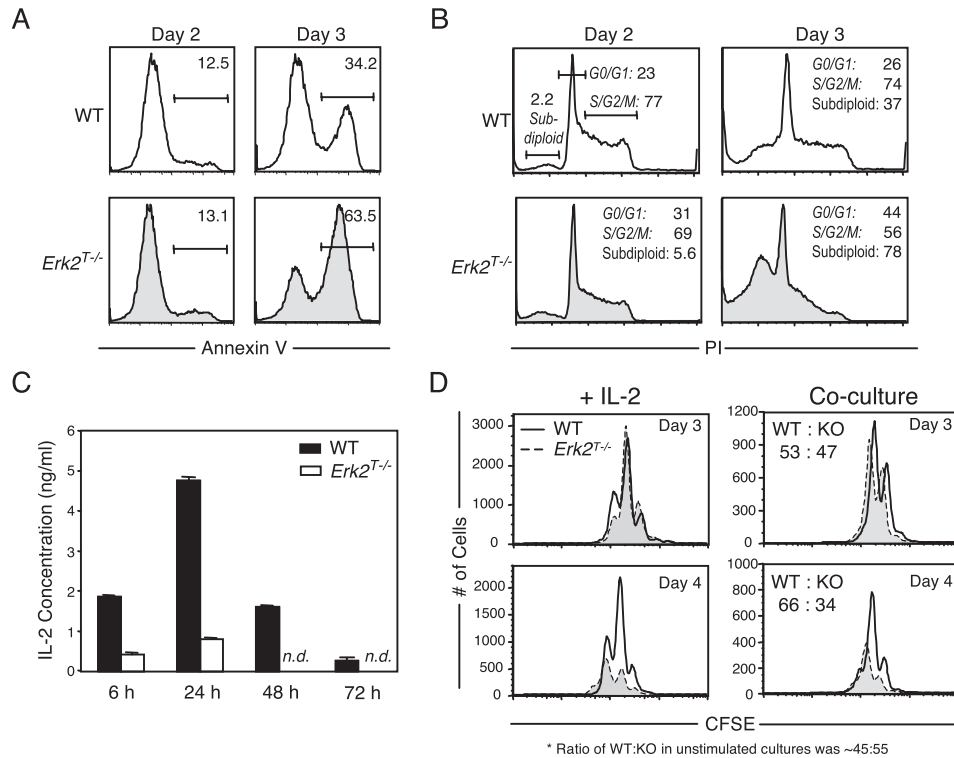 A
Day 2
Day 3
WT
12.5
34.2
Erk2T-/-
13.1
63.5
Annexin V
B
Day 2
Day 3
WT
G0/G1: 23
2.2
Sub-
diploid
S/G2/M: 77
G0/G1: 26
S/G2/M: 74
Subdiploid: 37
Erk2T-/-
G0/G1: 31
S/G2/M: 69
Subdiploid: 5.6
G0/G1: 44
S/G2/M: 56
Subdiploid: 78
PI
C
IL-2 Concentration (ng/ml)
6
5
4
3
2
1
0
WT
Erk2T-/-
n.d.
n.d.
6 h
24 h
48 h
72 h
D
+ IL-2
Co-culture
# of Cells
3000
2000
1000
0
WT
Erk2T-/-
Day 3
1200
900
600
300
0
WT : KO
53 : 47
Day 3
2000
1500
1000
500
0
Day 4
1200
900
600
300
0
WT : KO
66 : 34
Day 4
CFSE
* Ratio of WT:KO in unstimulated cultures was ~45:55